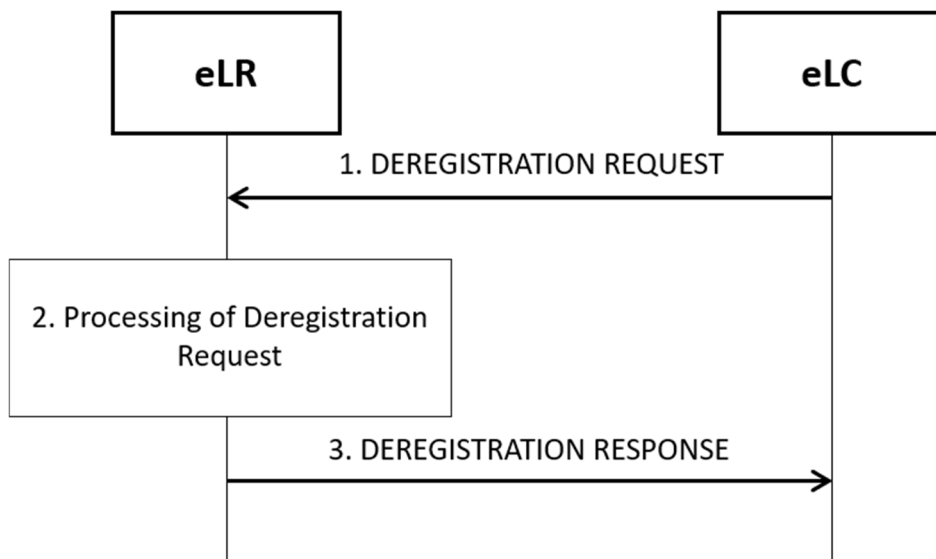 eLR
eLC
1. DEREGISTRATION REQUEST
2. Processing of Deregistration
Request
3. DEREGISTRATION RESPONSE